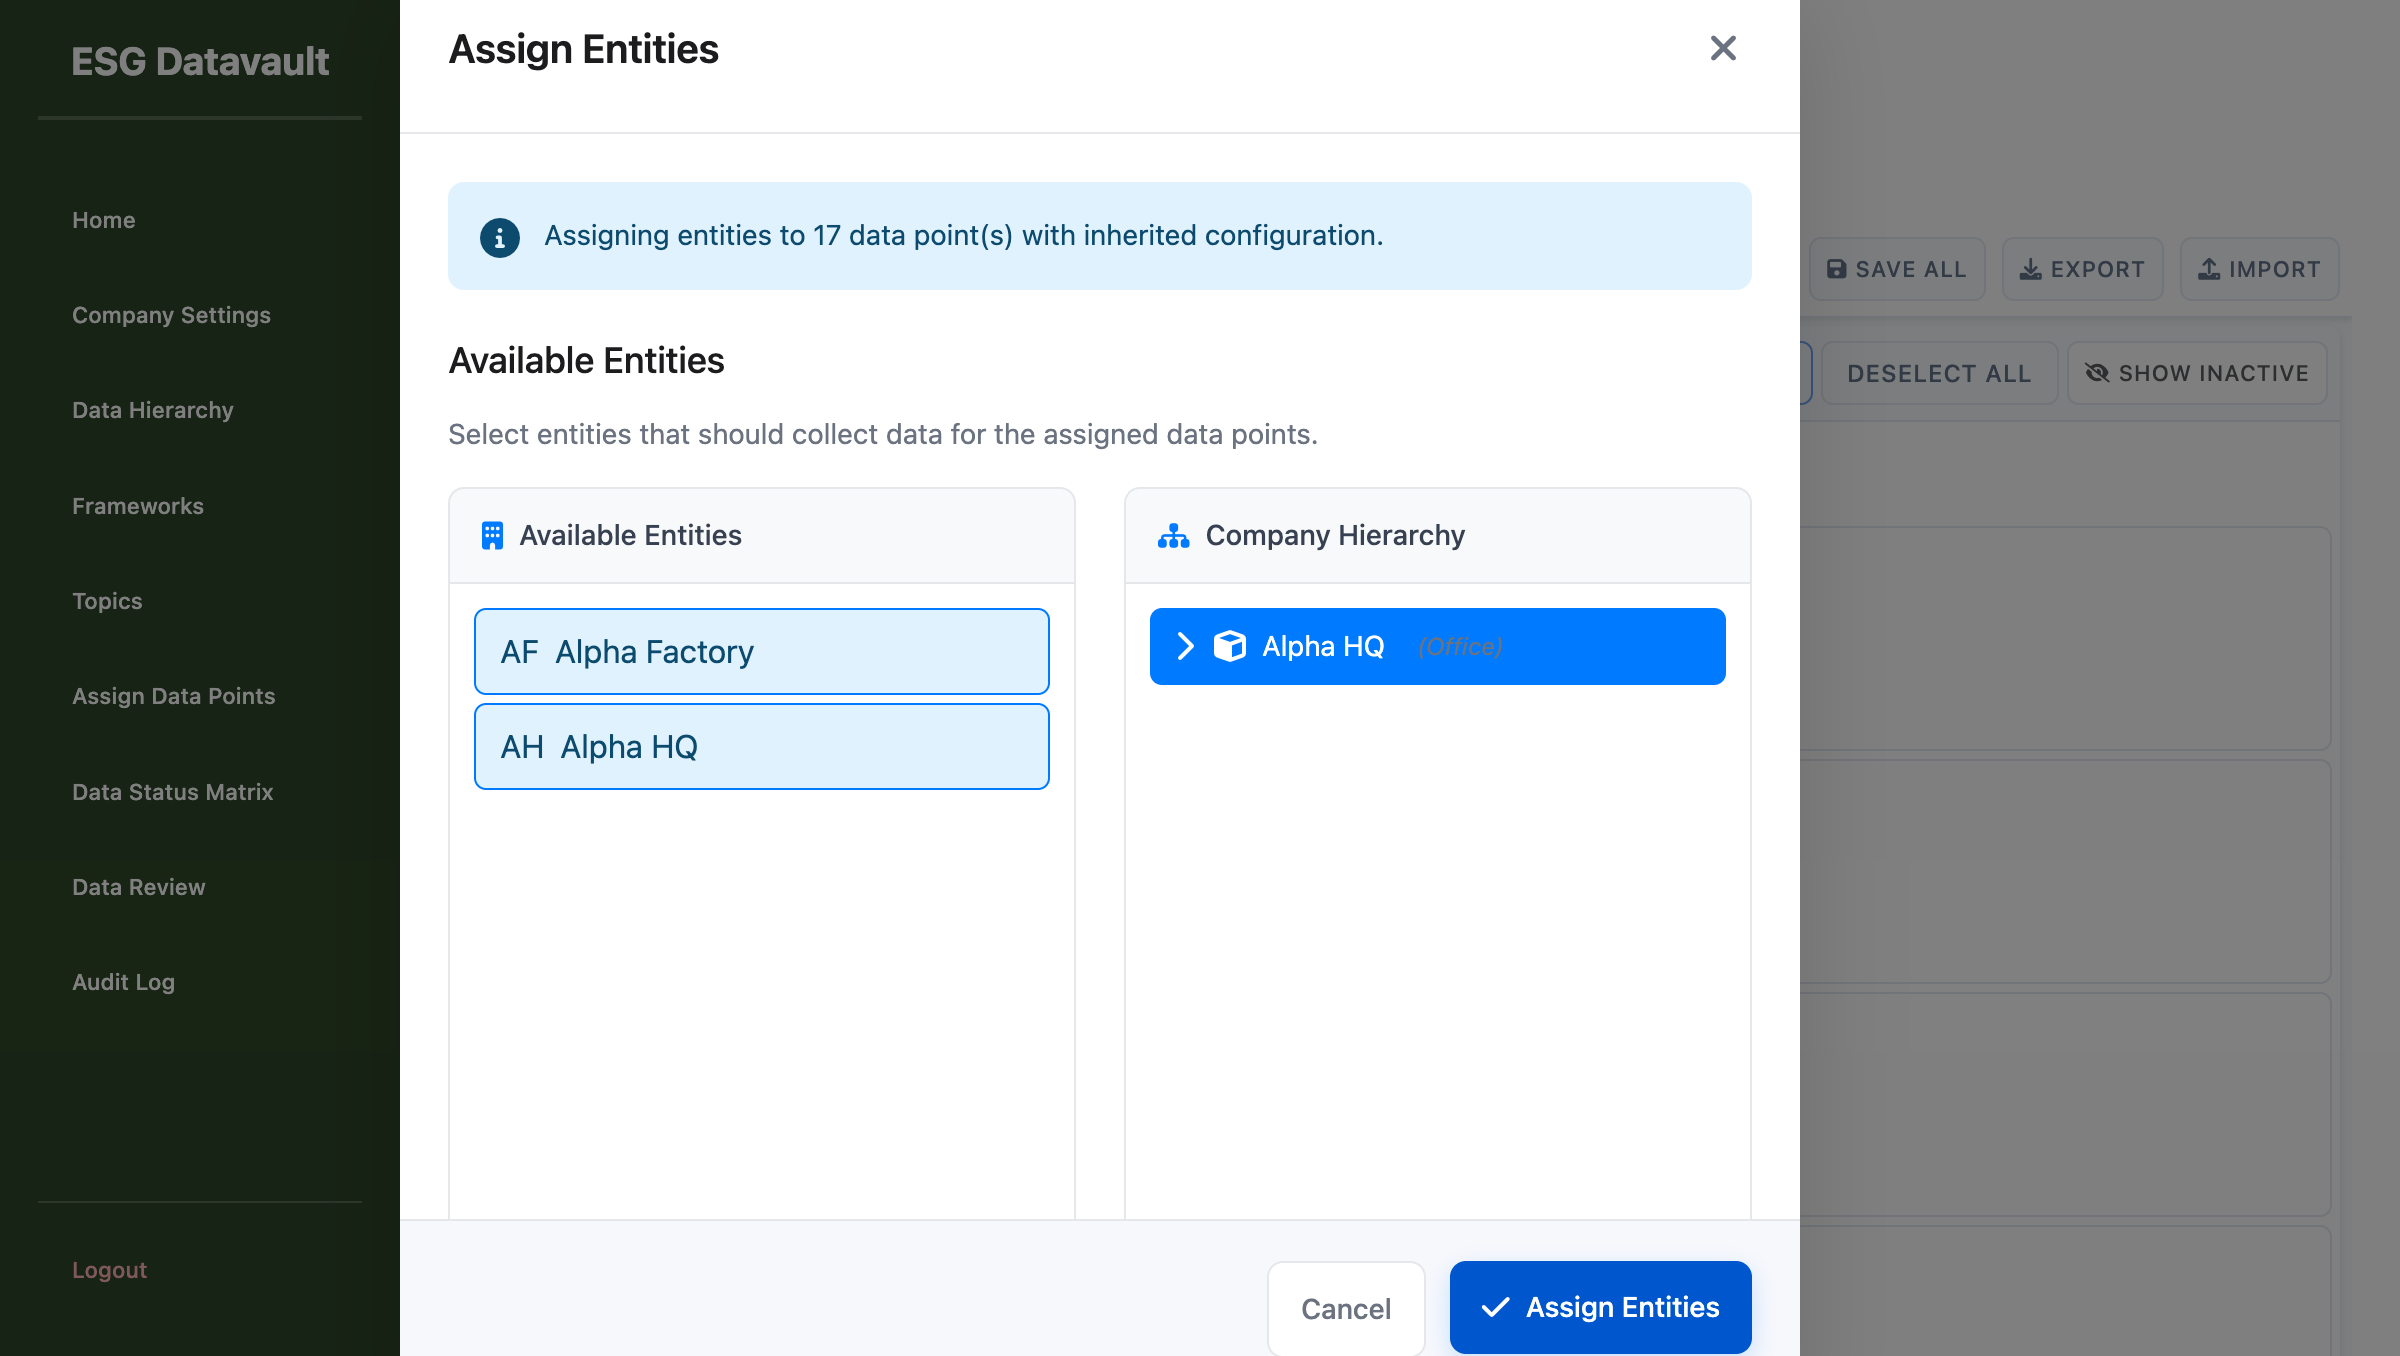 ESG Datavault
Home
Company Settings
Data Hierarchy
Frameworks
Topics
Assign Data Points
Data Status Matrix
Data Review
Audit Log
Logout
Assign Entities
Assigning entities to 17 data point(s) with inherited configuration.
Available Entities
Select entities that should collect data for the assigned data points.
Available Entities
AF Alpha Factory
AH Alpha HQ
Company Hierarchy
Alpha HQ (Office)
Cancel
Assign Entities
SAVE ALL
EXPORT
IMPORT
DESELECT ALL
SHOW INACTIVE